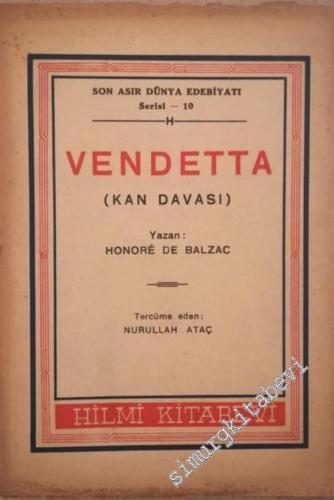 SON ASIR DÜNYA EDEBİYATI
Serisi — 10
H
VENDETTA
(KAN DAVASI)
Yazan:
HONORÉ DE BALZAC
Tercüme eden:
NURULLAH ATAÇ
HİLMİ KİTABEVİ
simurgkitabevi.com